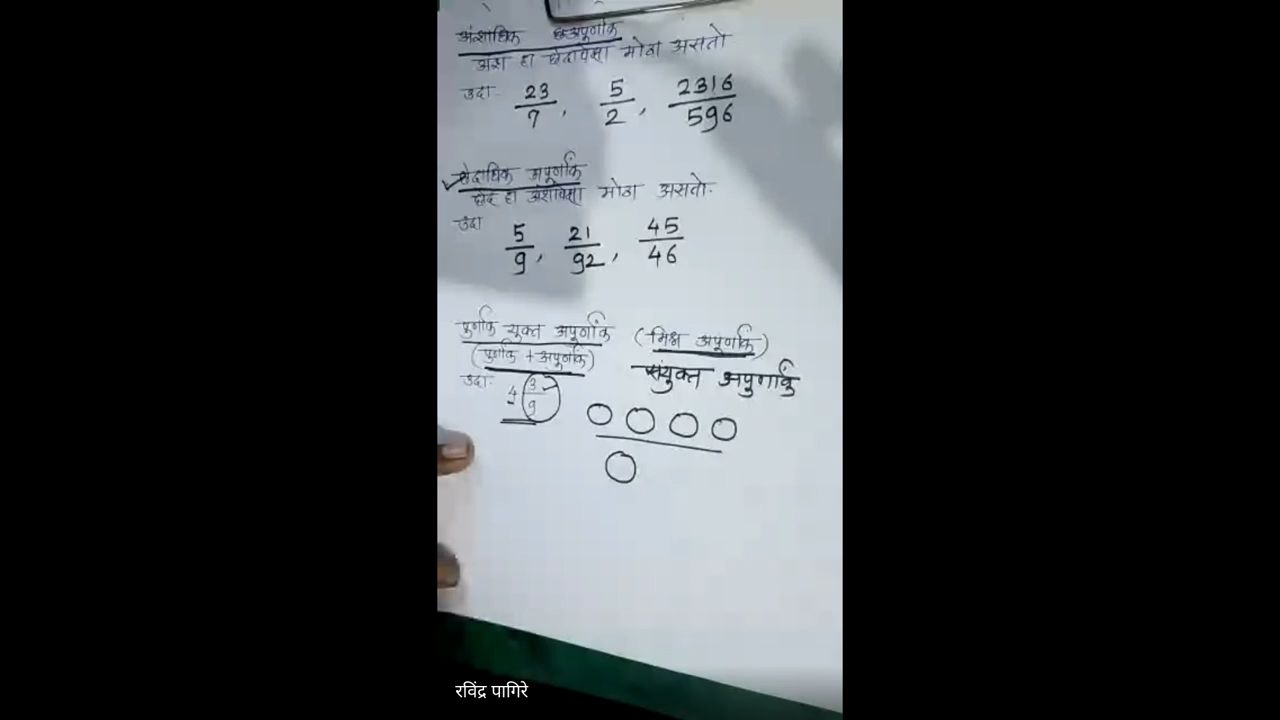 अंशाधिक अपूर्णांक
अंश हा छेदापेक्षा मोठा असतो
उदा. 23/7, 5/2, 2316/596
छेदाधिक अपूर्णांक
छेद हा अंशापेक्षा मोठा असतो.
उदा
5/9, 21/92, 45/46
पुर्णांक युक्त अपूर्णांक (मिश्र अपूर्णांक)
(पुर्णांक + अपूर्णांक) संयुक्त अपुर्णांक
उदा. 4 3/9
रविंद्र पागिरे